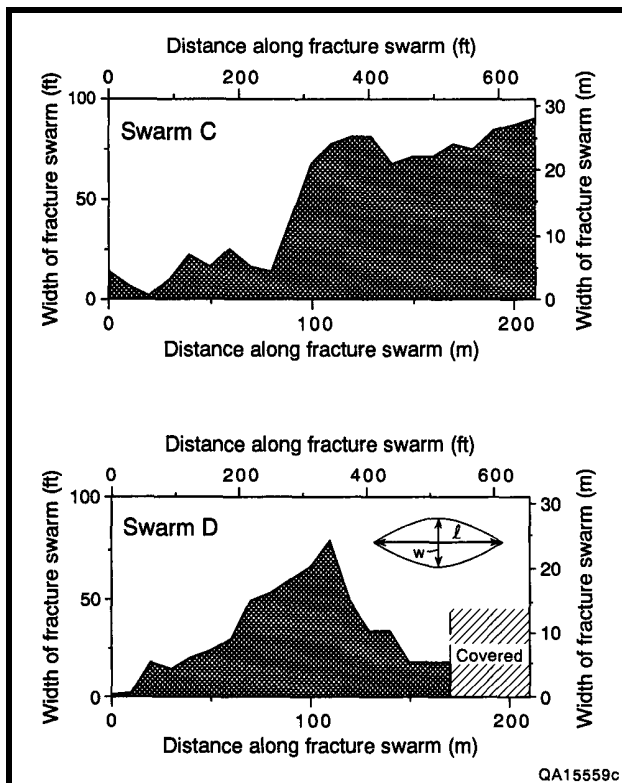 Distance along fracture swarm (ft)
0 200 400 600
Width of fracture swarm (ft)
100
50
0
Swarm C
30
20
10
0
Width of fracture swarm (m)
0 100 200
Distance along fracture swarm (m)
Distance along fracture swarm (ft)
0 200 400 600
Width of fracture swarm (ft)
100
50
0
Swarm D
w
ℓ
Covered
30
20
10
0
Width of fracture swarm (m)
0 100 200
Distance along fracture swarm (m)
QA15559c